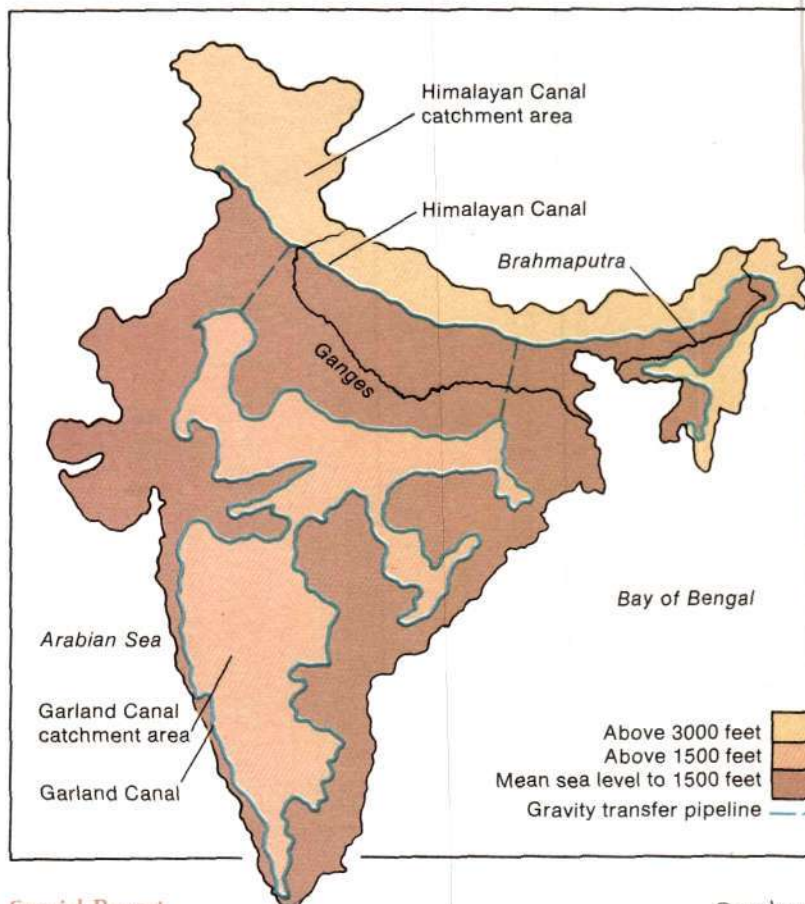 Himalayan Canal
catchment area
Himalayan Canal
Brahmaputra
Ganges
Bay of Bengal
Arabian Sea
Garland Canal
catchment area
Garland Canal
Above 3000 feet
Above 1500 feet
Mean sea level to 1500 feet
Gravity transfer pipeline